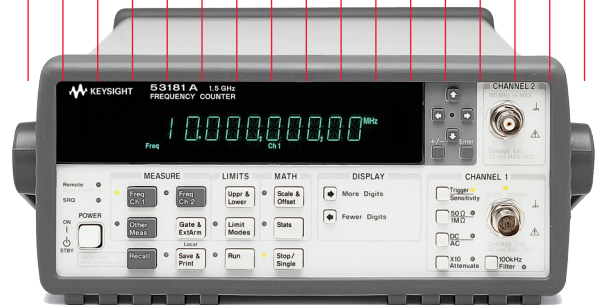 KEYSIGHT 53181A 1.5 GHz
FREQUENCY COUNTER
10.000,000,00 MHz
Freq Ch1
CHANNEL 2
+/- Enter
MEASURE LIMITS MATH DISPLAY CHANNEL 1
Remote
SRQ
POWER
ON
STBY
Freq Ch 1
Freq Ch 2
Uppr & Lower
Scale & Offset
More Digits
Other Meas
Gate & ExtArm
Limit Modes
Stats
Fewer Digits
Local
Recall
Save & Print
Run
Stop/ Single
Trigger/ Sensitivity
50 Ω
1MΩ
DC
AC
X10
Attenuate
100kHz
Filter